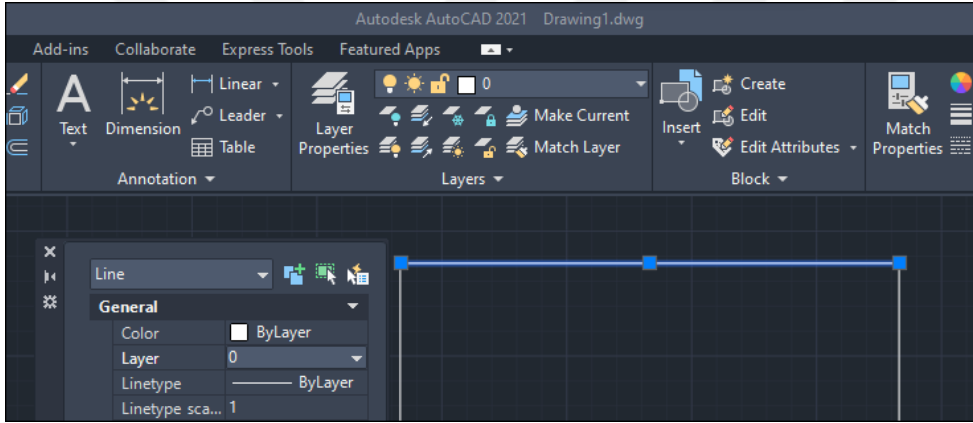 Autodesk AutoCAD 2021 Drawing1.dwg
Add-ins Collaborate Express Tools Featured Apps
Text
Dimension
Linear
Leader
Table
Annotation
Layer
Properties
0
Make Current
Match Layer
Layers
Insert
Create
Edit
Edit Attributes
Block
Match
Properties
Line
General
Color ByLayer
Layer 0
Linetype ByLayer
Linetype sca... 1